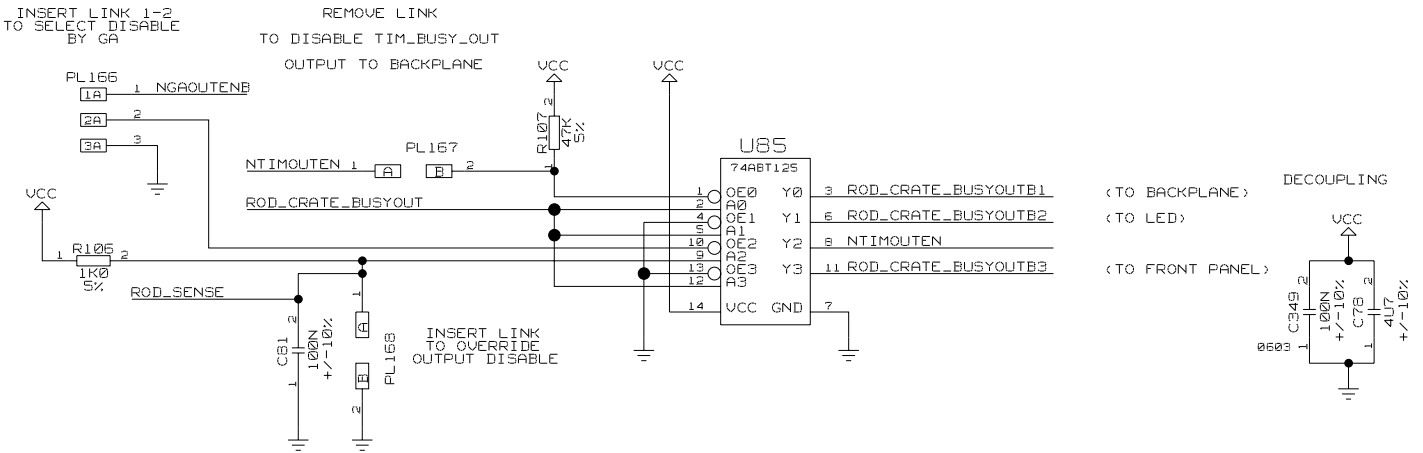 INSERT LINK 1-2
TO SELECT DISABLE
BY GA
REMOVE LINK
TO DISABLE TIM_BUSY_OUT
OUTPUT TO BACKPLANE
PL166
1A 1 NGAOUTENB
2A 2
3A 3
VCC
VCC
2
R107
47K
5%
1
PL167
NTIMOUTEN 1 A B 2
ROD_CRATE_BUSYOUT
VCC
1 R106 2
1K0
5%
ROD_SENSE
2
C81
100N
+/-10%
1
1
A
B
PL168
2
INSERT LINK
TO OVERRIDE
OUTPUT DISABLE
U85
74ABT125
1 OE0 Y0 3 ROD_CRATE_BUSYOUTB1 (TO BACKPLANE)
2 A0
4 OE1 Y1 6 ROD_CRATE_BUSYOUTB2 (TO LED)
5 A1
10 OE2 Y2 8 NTIMOUTEN
9 A2
13 OE3 Y3 11 ROD_CRATE_BUSYOUTB3 (TO FRONT PANEL)
12 A3
14 VCC GND 7
DECOUPLING
VCC
2
C349
100N
+/-10%
0603 1
2
C78
4U7
+/-10%
1